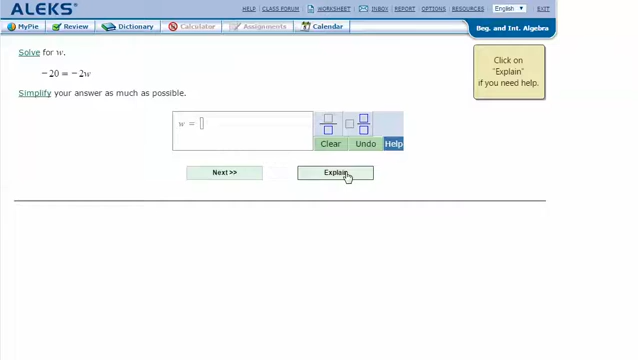 ALEKS®
HELP CLASS FORUM WORKSHEET INBOX REPORT OPTIONS RESOURCES English EXIT
MyPie Review Dictionary Calculator Assignments Calendar
Beg. and Int. Algebra
Solve for w.
−20 = −2w
Simplify your answer as much as possible.
w =
Clear Undo Help
Next >> Explain
Click on
"Explain"
if you need help.